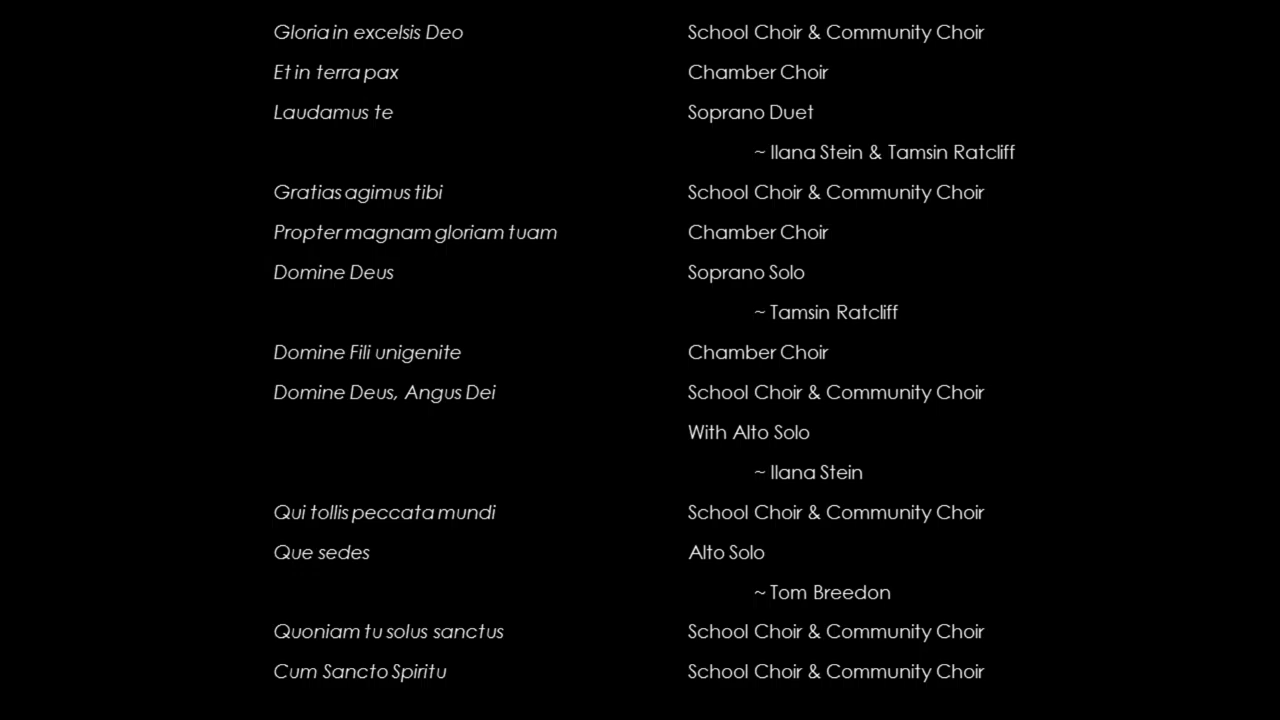 Gloria in excelsis Deo School Choir & Community Choir
Et in terra pax Chamber Choir
Laudamus te Soprano Duet
~ Ilana Stein & Tamsin Ratcliff
Gratias agimus tibi School Choir & Community Choir
Propter magnam gloriam tuam Chamber Choir
Domine Deus Soprano Solo
~ Tamsin Ratcliff
Domine Fili unigenite Chamber Choir
Domine Deus, Angus Dei School Choir & Community Choir
With Alto Solo
~ Ilana Stein
Qui tollis peccata mundi School Choir & Community Choir
Que sedes Alto Solo
~ Tom Breedon
Quoniam tu solus sanctus School Choir & Community Choir
Cum Sancto Spiritu School Choir & Community Choir